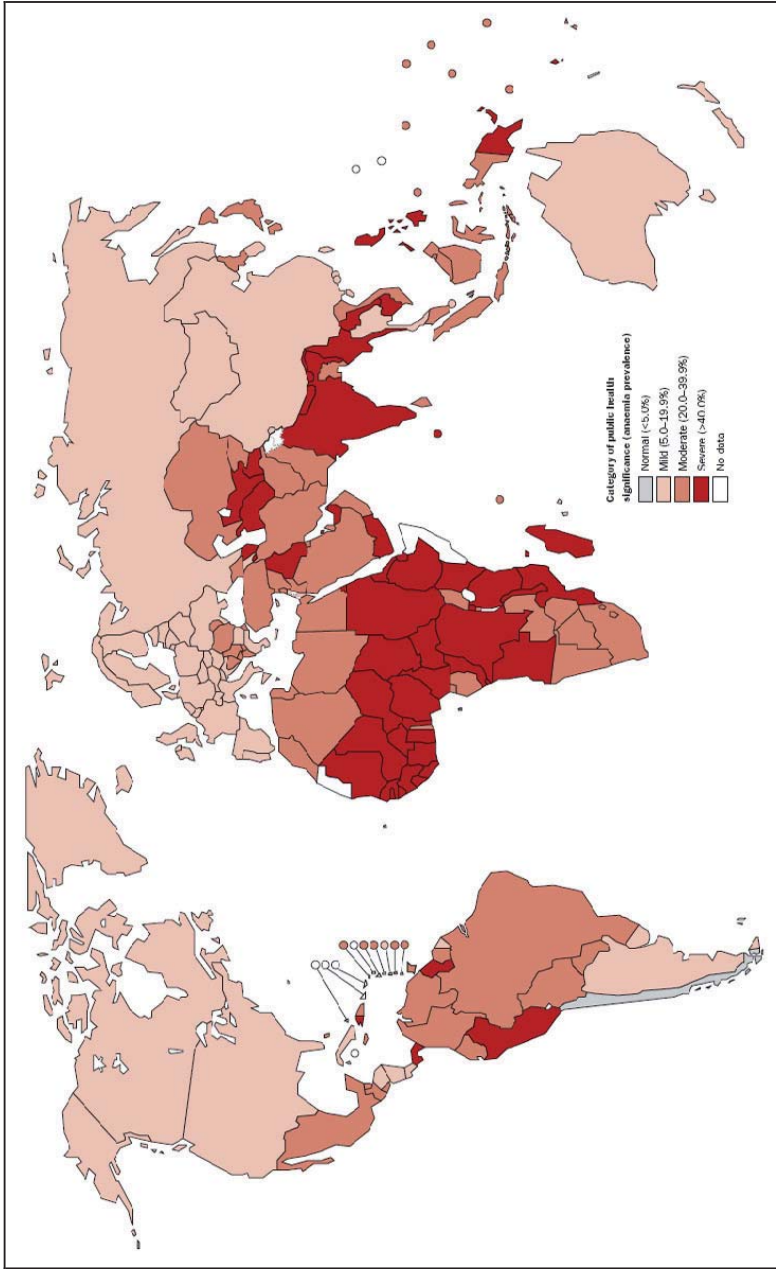 Category of public health
significance (anaemia prevalence)
Normal (<5.0%)
Mild (5.0–19.9%)
Moderate (20.0–39.9%)
Severe (≥40.0%)
No data